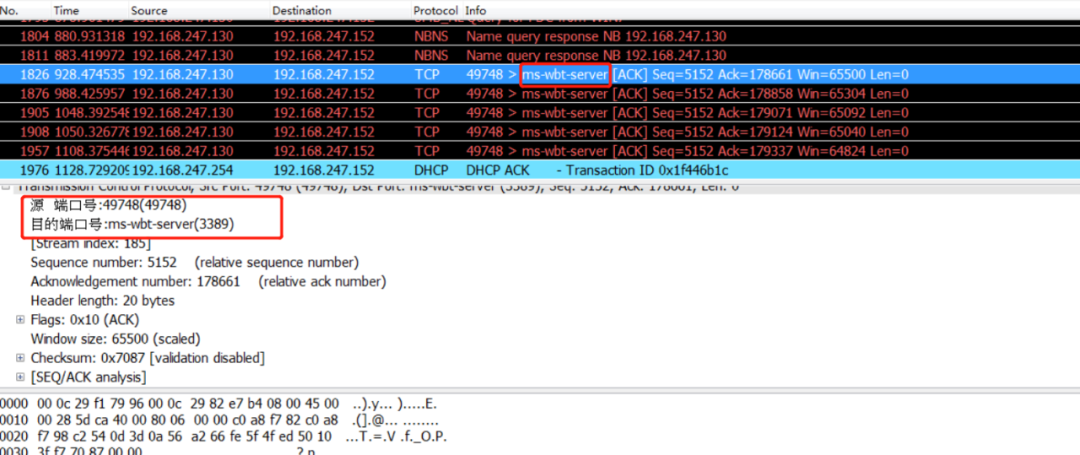 No. Time Source Destination Protocol Info
1804 880.931318 192.168.247.130 192.168.247.152 NBNS Name query response NB 192.168.247.130
1811 883.419972 192.168.247.130 192.168.247.152 NBNS Name query response NB 192.168.247.130
1826 928.474535 192.168.247.130 192.168.247.152 TCP 49748 > ms-wbt-server [ACK] Seq=5152 Ack=178661 Win=65500 Len=0
1876 988.425957 192.168.247.130 192.168.247.152 TCP 49748 > ms-wbt-server [ACK] Seq=5152 Ack=178858 Win=65304 Len=0
1905 1048.392548 192.168.247.130 192.168.247.152 TCP 49748 > ms-wbt-server [ACK] Seq=5152 Ack=179071 Win=65092 Len=0
1908 1050.326776 192.168.247.130 192.168.247.152 TCP 49748 > ms-wbt-server [ACK] Seq=5152 Ack=179124 Win=65040 Len=0
1957 1108.375446 192.168.247.130 192.168.247.152 TCP 49748 > ms-wbt-server [ACK] Seq=5152 Ack=179337 Win=64824 Len=0
1976 1128.729209 192.168.247.254 192.168.247.152 DHCP DHCP ACK - Transaction ID 0x1f446b1c
Transmission Control Protocol, Src Port: 49748 (49748), Dst Port: ms-wbt-server (3389), Seq: 5152, Ack: 178661, Len: 0
源 端口号:49748(49748)
目的端口号:ms-wbt-server(3389)
[Stream index: 185]
Sequence number: 5152 (relative sequence number)
Acknowledgement number: 178661 (relative ack number)
Header length: 20 bytes
Flags: 0x10 (ACK)
Window size: 65500 (scaled)
Checksum: 0x7087 [validation disabled]
[SEQ/ACK analysis]
0000 00 0c 29 f1 79 96 00 0c 29 82 e7 b4 08 00 45 00 ..).y... ).....E.
0010 00 28 5d ca 40 00 80 06 00 00 c0 a8 f7 82 c0 a8 .(].@... ........
0020 f7 98 c2 54 0d 3d 0a 56 a2 66 fe 5f 4f ed 50 10 ...T.=.V .f._O.P.
0030 3f f7 70 87 00 00 ?.p...